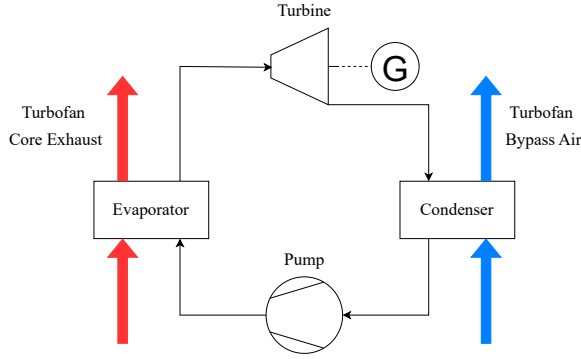 Turbine
G
Turbofan
Core Exhaust
Turbofan
Bypass Air
Evaporator
Condenser
Pump